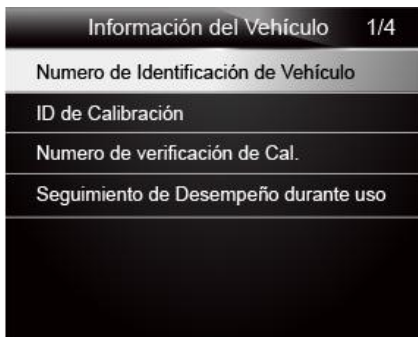 Información del Vehículo 1/4
Numero de Identificación de Vehículo
ID de Calibración
Numero de verificación de Cal.
Seguimiento de Desempeño durante uso